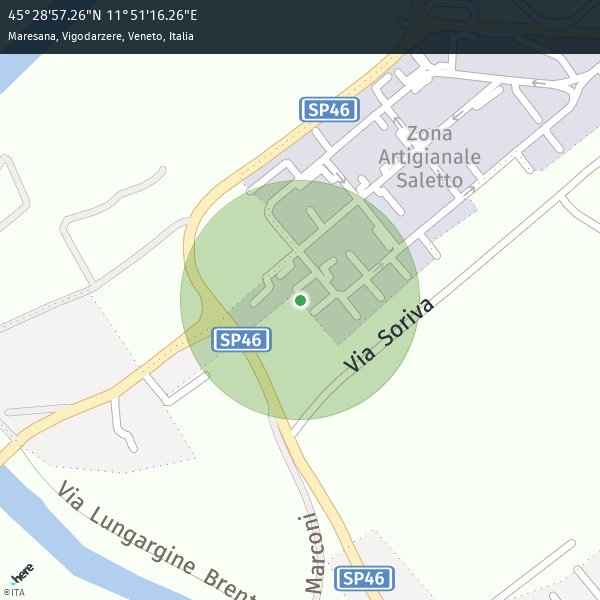 45°28'57.26"N 11°51'16.26"E
Maresana, Vigodarzere, Veneto, Italia
SP46
Zona
Artigianale
Saletto
Via Soriva
SP46
Via Lungargine Brent
Marconi
SP46
here
©ITA